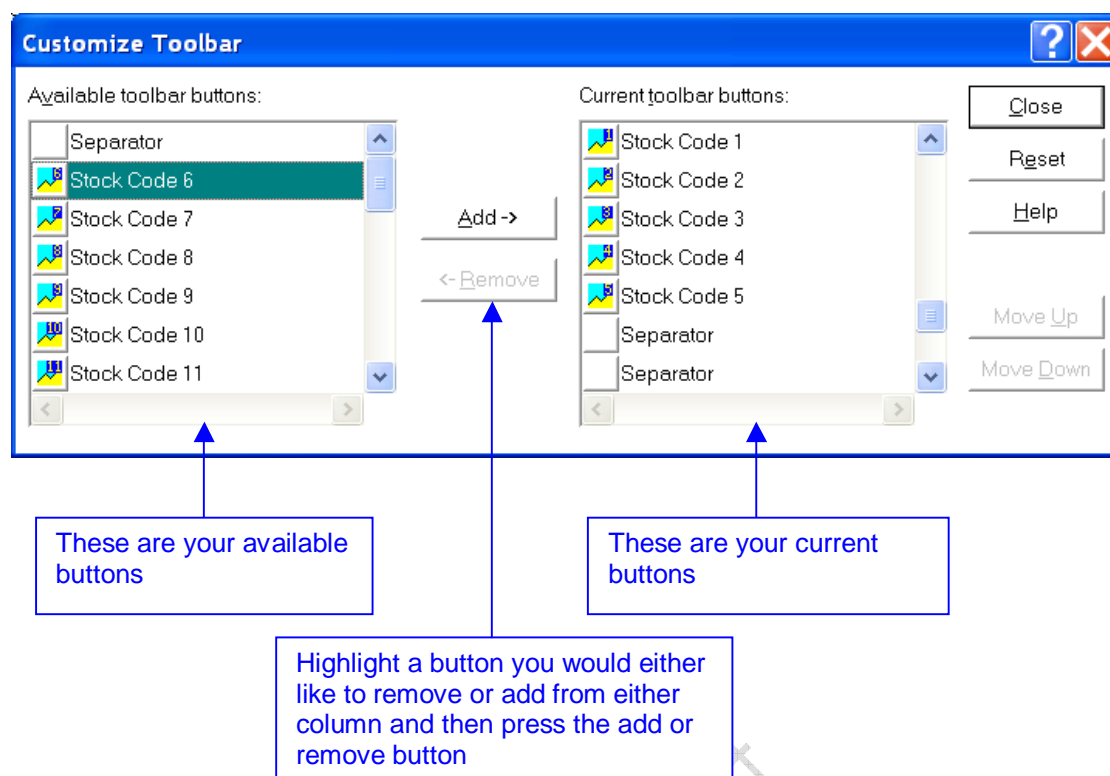 Customize Toolbar
Available toolbar buttons:
Separator
Stock Code 6
Stock Code 7
Stock Code 8
Stock Code 9
Stock Code 10
Stock Code 11
Add ->
<- Remove
Current toolbar buttons:
Stock Code 1
Stock Code 2
Stock Code 3
Stock Code 4
Stock Code 5
Separator
Separator
Close
Reset
Help
Move Up
Move Down
These are your available
buttons
These are your current
buttons
Highlight a button you would either
like to remove or add from either
column and then press the add or
remove button